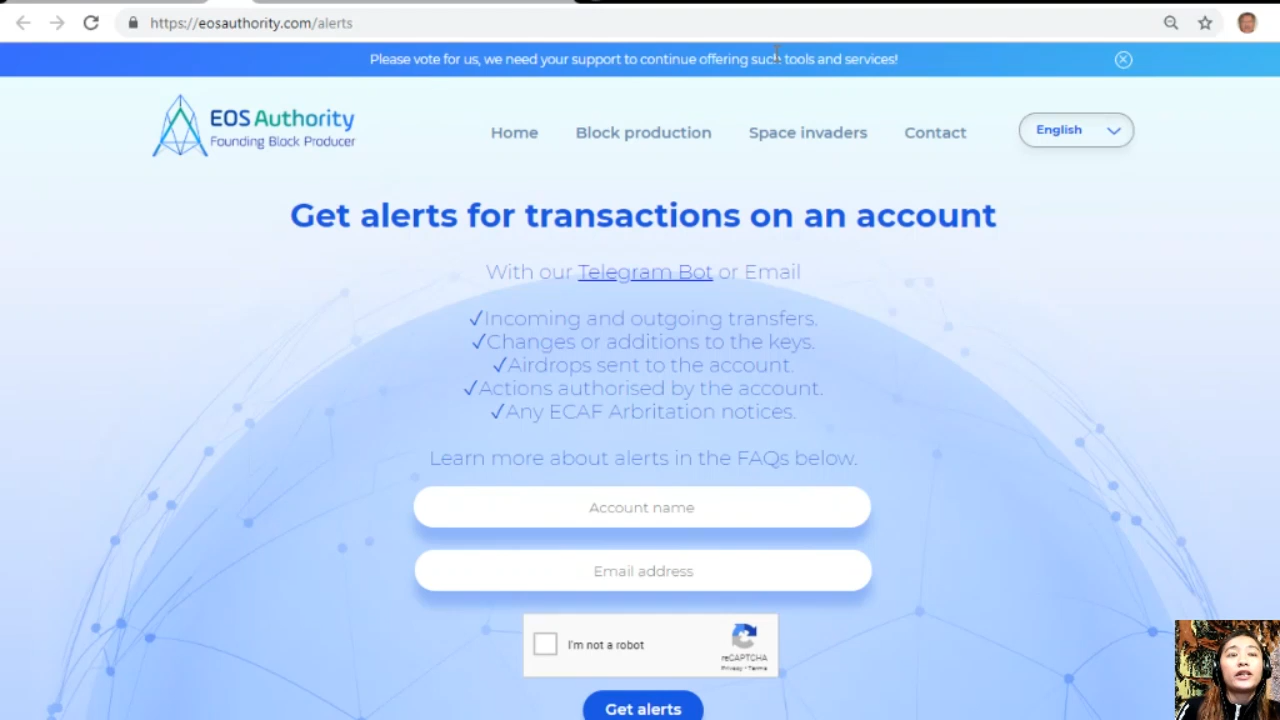 https://eosauthority.com/alerts
Please vote for us, we need your support to continue offering such tools and services!
EOS Authority
Founding Block Producer
Home
Block production
Space invaders
Contact
English
Get alerts for transactions on an account
With our Telegram Bot or Email
✓Incoming and outgoing transfers.
✓Changes or additions to the keys.
✓Airdrops sent to the account.
✓Actions authorised by the account.
✓Any ECAF Arbritation notices.
Learn more about alerts in the FAQs below.
Account name
Email address
I'm not a robot
reCAPTCHA
Privacy - Terms
Get alerts